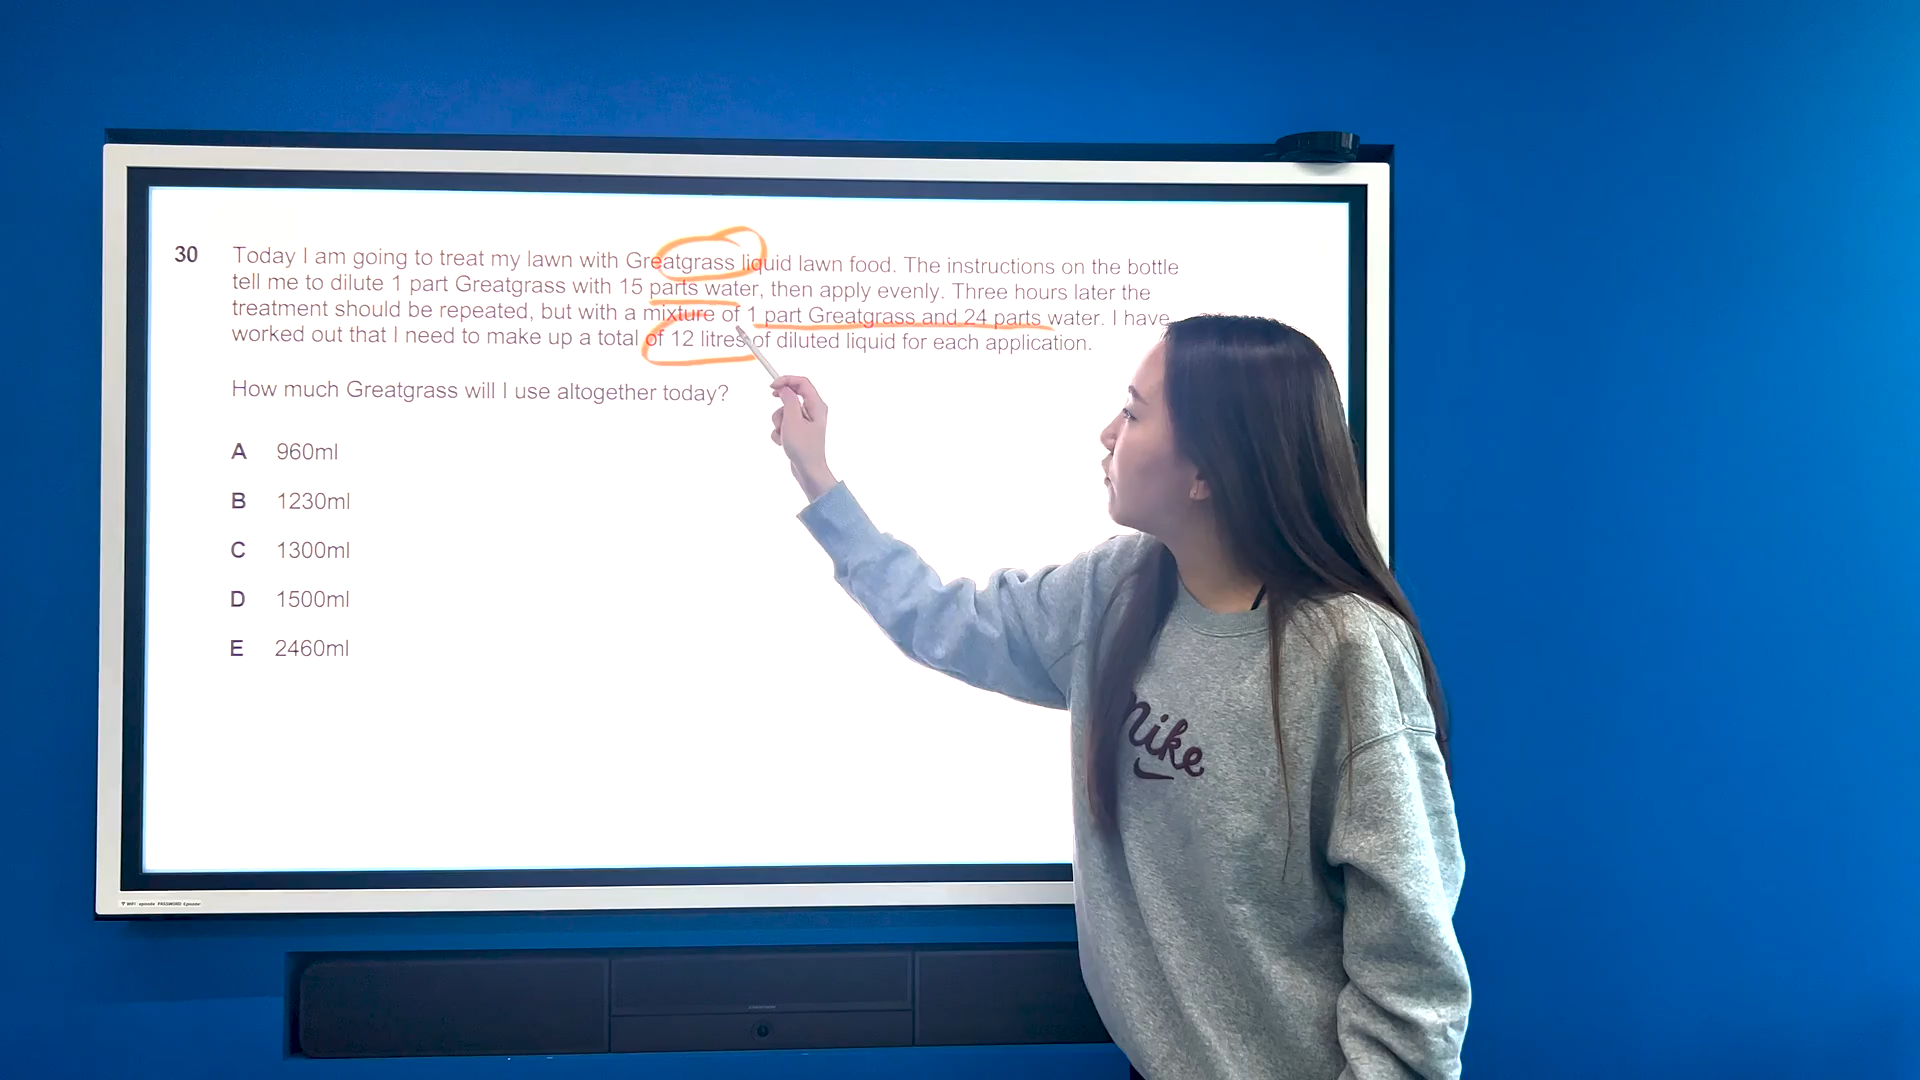 30 Today I am going to treat my lawn with Greatgrass liquid lawn food. The instructions on the bottle
tell me to dilute 1 part Greatgrass with 15 parts water, then apply evenly. Three hours later the
treatment should be repeated, but with a mixture of 1 part Greatgrass and 24 parts water. I have
worked out that I need to make up a total of 12 litres of diluted liquid for each application.
How much Greatgrass will I use altogether today?
A 960ml
B 1230ml
C 1300ml
D 1500ml
E 2460ml
Nike